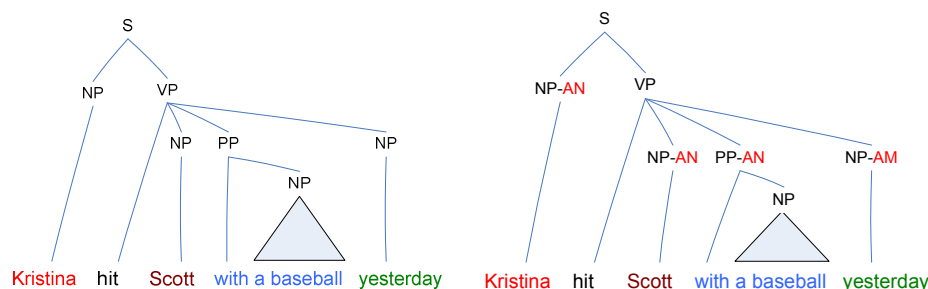 S
NP VP
NP PP NP
NP
Kristina hit Scott with a baseball yesterday
S
NP-AN VP
NP-AN PP-AN NP-AM
NP
Kristina hit Scott with a baseball yesterday